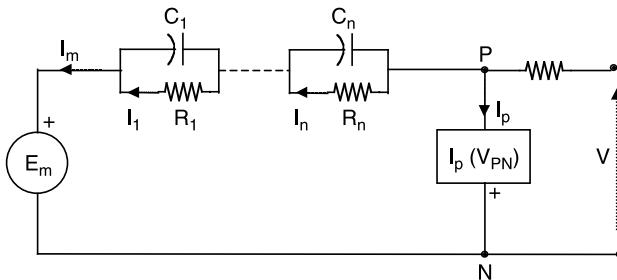 C1
Cn
Im
P
I1
R1
In
Rn
Ip
+
Em
Ip (VPN)
+
V
N